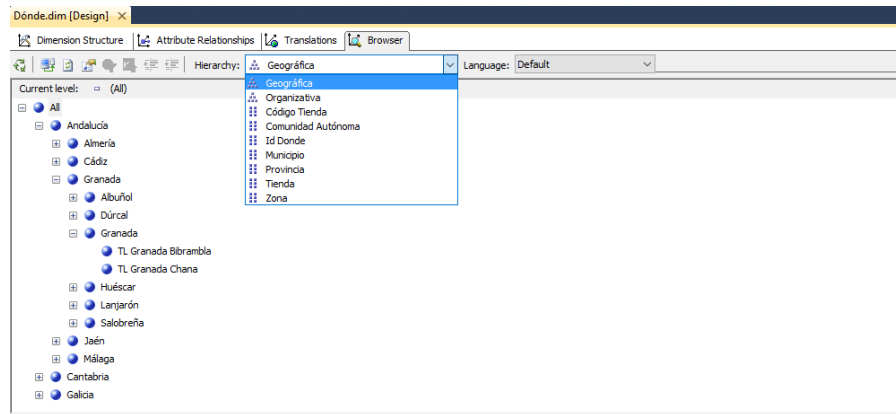 Dónde.dim [Design]
Dimension Structure Attribute Relationships Translations Browser
Hierarchy: Geográfica Language: Default
Current level: (All)
Geográfica
Organizativa
Código Tienda
Comunidad Autónoma
Id Donde
Municipio
Provincia
Tienda
Zona
All
Andalucía
Almería
Cádiz
Granada
Albuñol
Dúrcal
Granada
TL Granada Bibrambla
TL Granada Chana
Huéscar
Lanjarón
Salobreña
Jaén
Málaga
Cantabria
Galicia